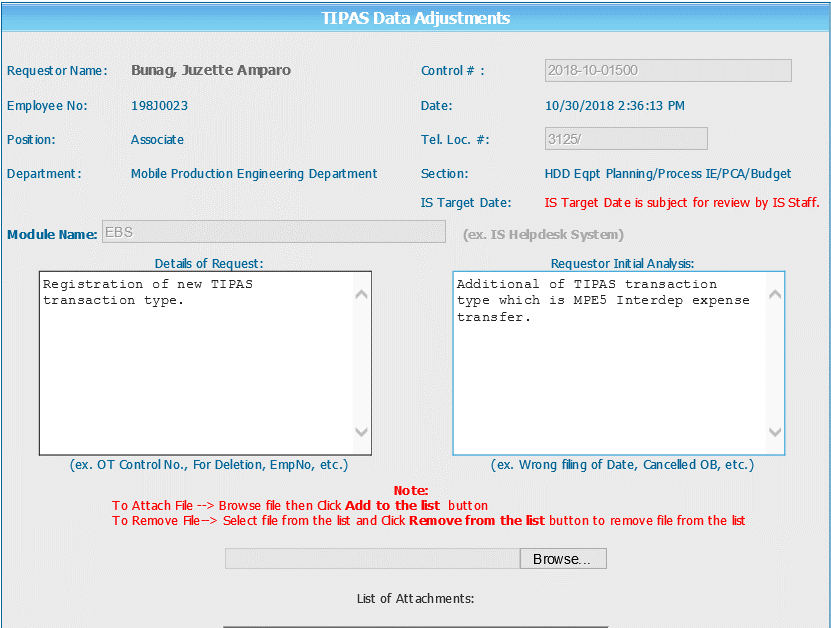 TIPAS Data Adjustments
Requestor Name: Bunag, Juzette Amparo Control # : 2018-10-01500
Employee No: 198J0023 Date: 10/30/2018 2:36:13 PM
Position: Associate Tel. Loc. #: 3125/
Department: Mobile Production Engineering Department Section: HDD Eqpt Planning/Process IE/PCA/Budget
IS Target Date: IS Target Date is subject for review by IS Staff.
Module Name: EBS (ex. IS Helpdesk System)
Details of Request:
Registration of new TIPAS
transaction type.
(ex. OT Control No., For Deletion, EmpNo, etc.)
Requestor Initial Analysis:
Additional of TIPAS transaction
type which is MPE5 Interdep expense
transfer.
(ex. Wrong filing of Date, Cancelled OB, etc.)
Note:
To Attach File --> Browse file then Click Add to the list button
To Remove File--> Select file from the list and Click Remove from the list button to remove file from the list
Browse...
List of Attachments: